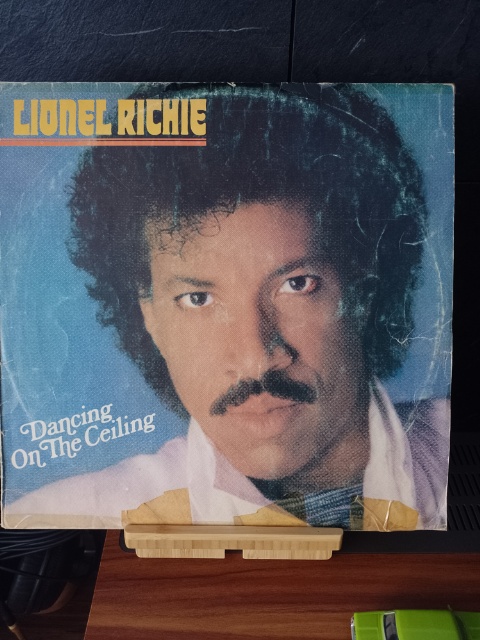 LIONEL RICHIE
Dancing
On The Ceiling